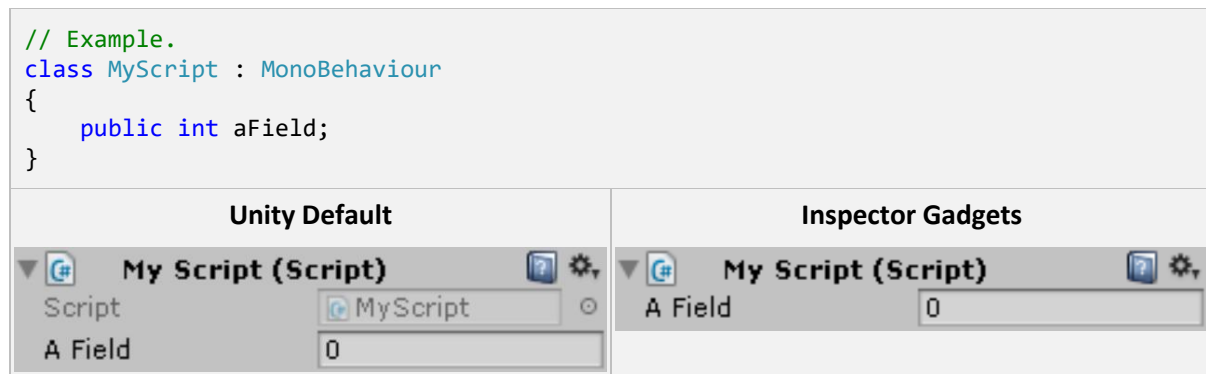 // Example.
class MyScript : MonoBehaviour
{
    public int aField;
}
Unity Default
Inspector Gadgets
C# My Script (Script) ?
C# My Script (Script) ?
Script C# MyScript
A Field 0
A Field 0